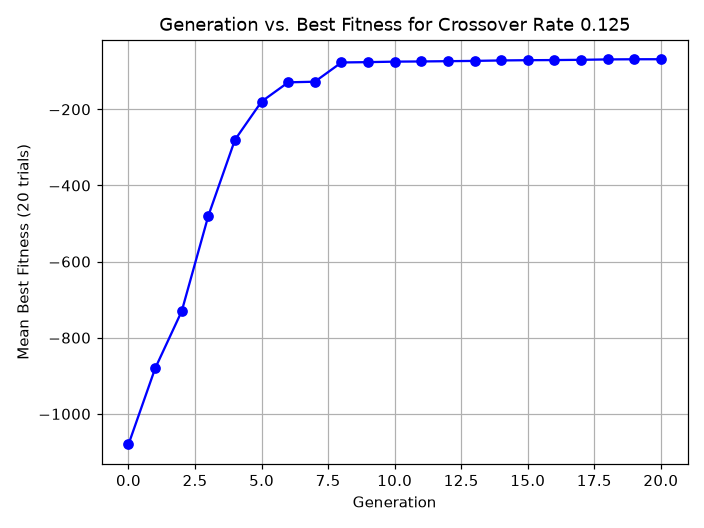 Generation vs. Best Fitness for Crossover Rate 0.125
Mean Best Fitness (20 trials)
−200
−400
−600
−800
−1000
0.0 2.5 5.0 7.5 10.0 12.5 15.0 17.5 20.0
Generation